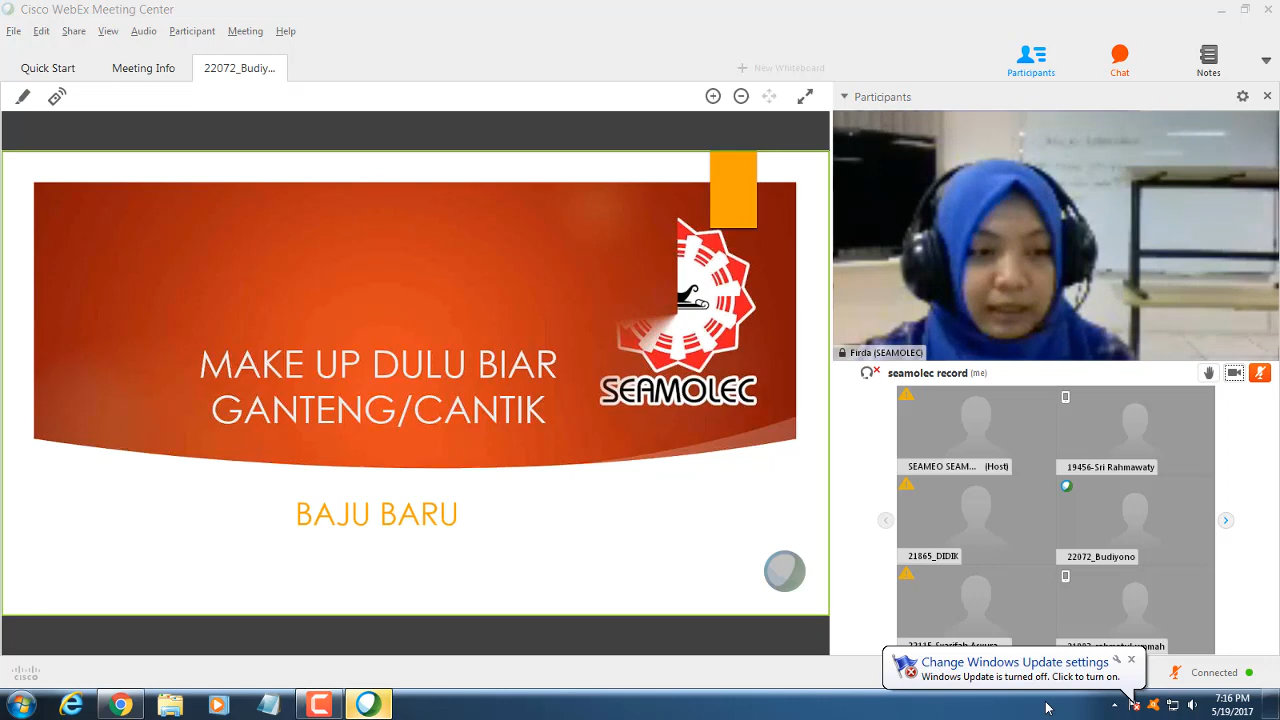 Cisco WebEx Meeting Center
File Edit Share View Audio Participant Meeting Help
Quick Start Meeting Info 22072_Budiy...
New Whiteboard
Participants Chat Notes
Participants
MAKE UP DULU BIAR
GANTENG/CANTIK
SEAMOLEC
BAJU BARU
Firda (SEAMOLEC)
seamolec record (me)
SEAMEO SEAM... (Host)
19456-Sri Rahmawaty
21865_DIDIK
22072_Budiyono
Change Windows Update settings
Windows Update is turned off. Click to turn on.
cisco
Connected
7:16 PM
5/19/2017